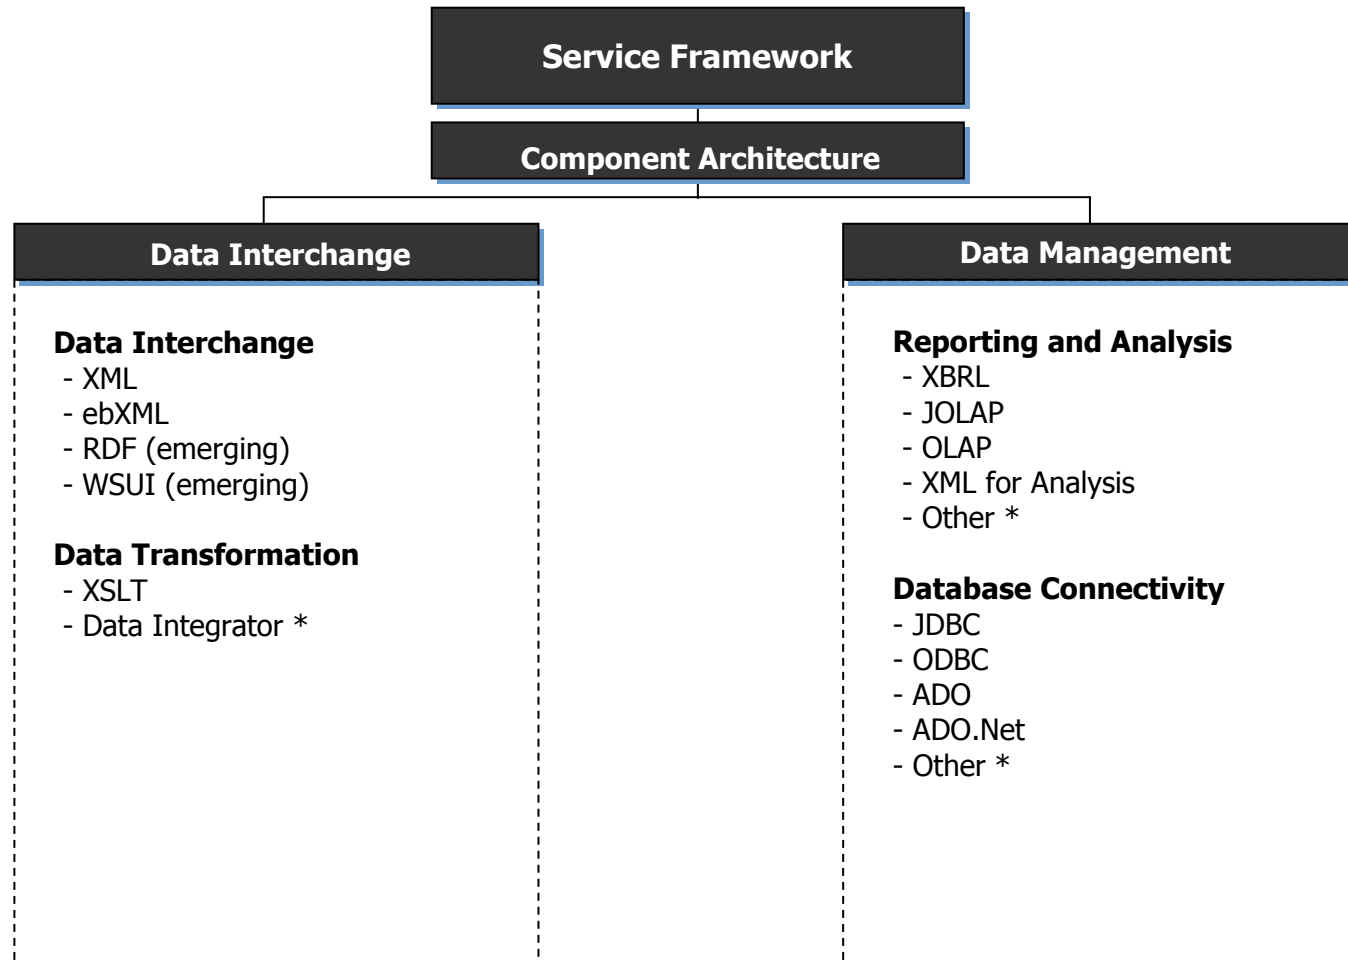 Service Framework
Component Architecture
Data Interchange
Data Interchange
- XML
- ebXML
- RDF (emerging)
- WSUI (emerging)
Data Transformation
- XSLT
- Data Integrator *
Data Management
Reporting and Analysis
- XBRL
- JOLAP
- OLAP
- XML for Analysis
- Other *
Database Connectivity
- JDBC
- ODBC
- ADO
- ADO.Net
- Other *